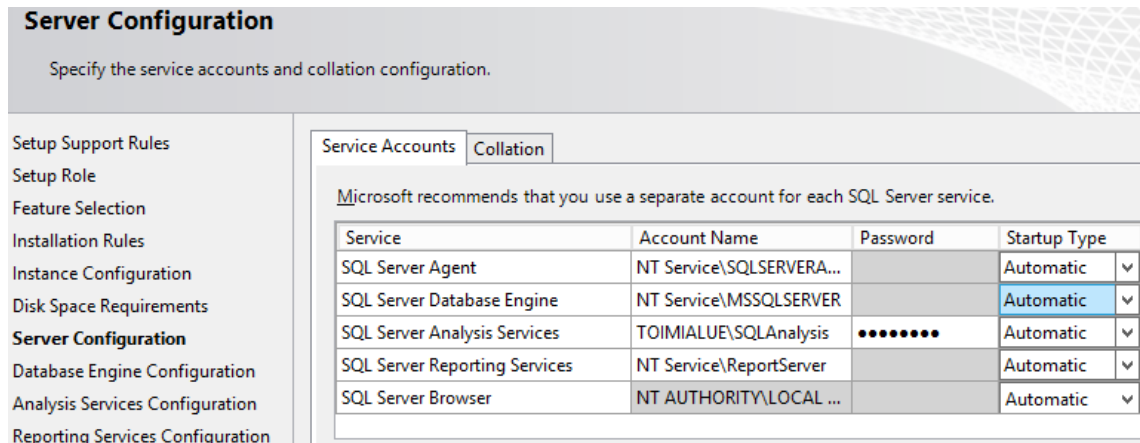 Server Configuration
Specify the service accounts and collation configuration.
Setup Support Rules
Setup Role
Feature Selection
Installation Rules
Instance Configuration
Disk Space Requirements
Server Configuration
Database Engine Configuration
Analysis Services Configuration
Reporting Services Configuration
Service Accounts Collation
Microsoft recommends that you use a separate account for each SQL Server service.
Service Account Name Password Startup Type
SQL Server Agent NT Service\SQLSERVERA... Automatic
SQL Server Database Engine NT Service\MSSQLSERVER Automatic
SQL Server Analysis Services TOIMIALUE\SQLAnalysis ●●●●●●●● Automatic
SQL Server Reporting Services NT Service\ReportServer Automatic
SQL Server Browser NT AUTHORITY\LOCAL ... Automatic